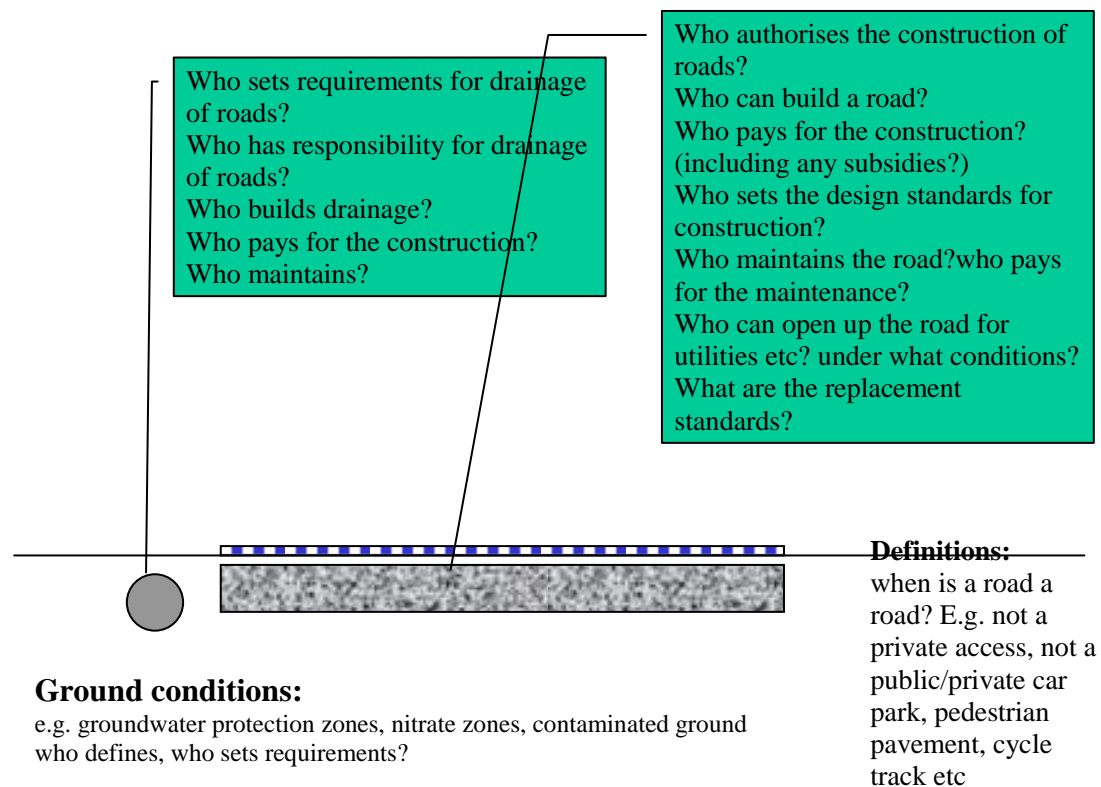 Who sets requirements for drainage
of roads?
Who has responsibility for drainage
of roads?
Who builds drainage?
Who pays for the construction?
Who maintains?
Who authorises the construction of
roads?
Who can build a road?
Who pays for the construction?
(including any subsidies?)
Who sets the design standards for
construction?
Who maintains the road?who pays
for the maintenance?
Who can open up the road for
utilities etc? under what conditions?
What are the replacement
standards?
Definitions:
when is a road a
road? E.g. not a
private access, not a
public/private car
park, pedestrian
pavement, cycle
track etc
Ground conditions:
e.g. groundwater protection zones, nitrate zones, contaminated ground
who defines, who sets requirements?